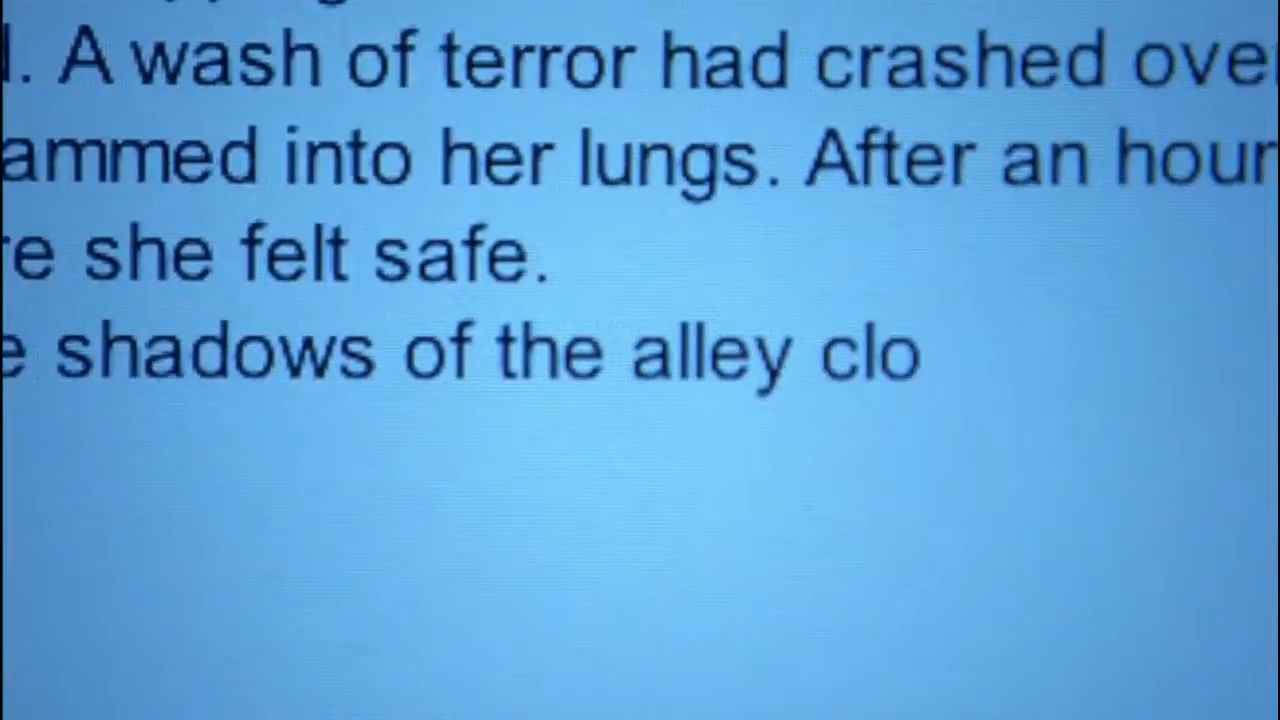 . A wash of terror had crashed ove
ammed into her lungs. After an hour
e she felt safe.
shadows of the alley clo